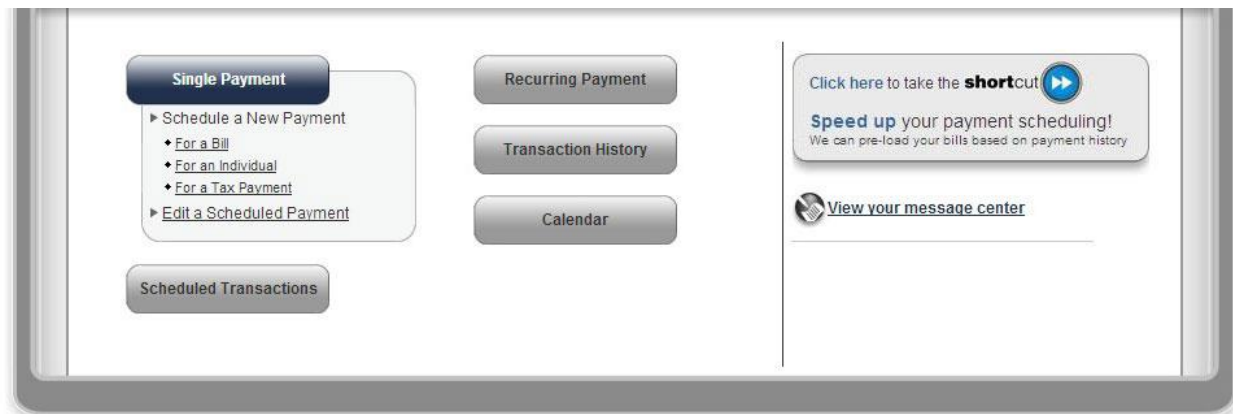 Single Payment
Schedule a New Payment
For a Bill
For an Individual
For a Tax Payment
Edit a Scheduled Payment
Scheduled Transactions
Recurring Payment
Transaction History
Calendar
Click here to take the shortcut
Speed up your payment scheduling!
We can pre-load your bills based on payment history
View your message center